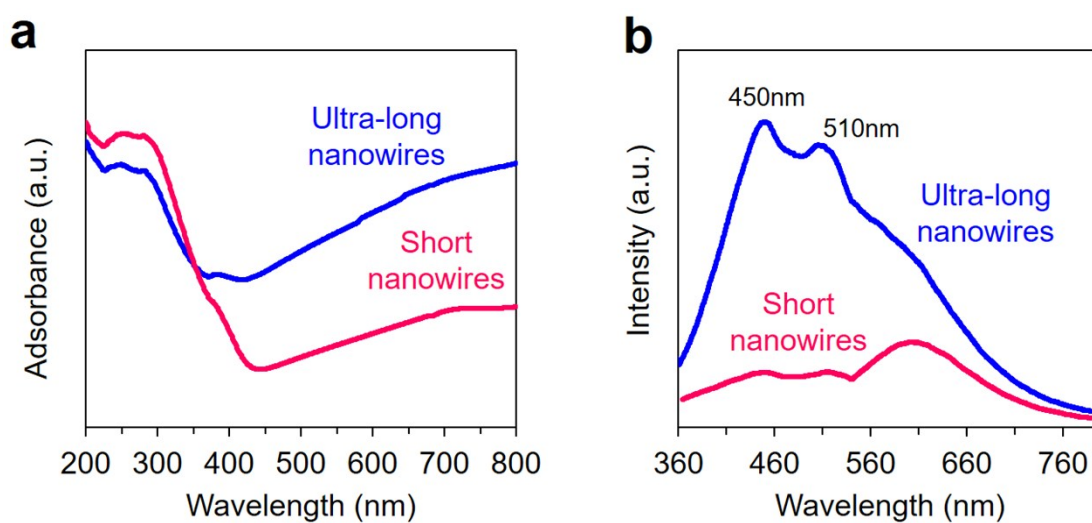 a
Ultra-long
nanowires
Short
nanowires
Adsorbance (a.u.)
200 300 400 500 600 700 800
Wavelength (nm)
b
450nm
510nm
Ultra-long
nanowires
Short
nanowires
Intensity (a.u.)
360 460 560 660 760
Wavelength (nm)